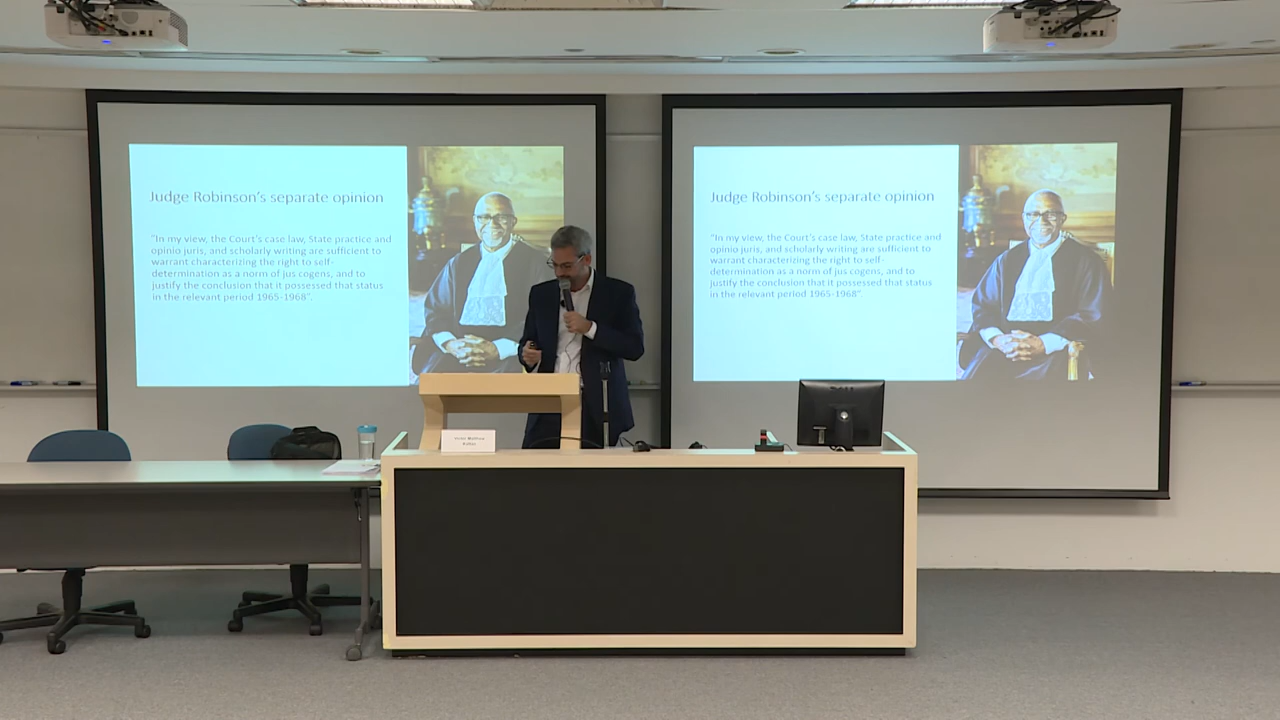 Judge Robinson's separate opinion
"In my view, the Court's case law, State practice and
opinio juris, and scholarly writing are sufficient to
warrant characterizing the right to self-
determination as a norm of jus cogens, and to
justify the conclusion that it possessed that status
in the relevant period 1965-1968".
Judge Robinson's separate opinion
"In my view, the Court's case law, State practice and
opinio juris, and scholarly writing are sufficient to
warrant characterizing the right to self-
determination as a norm of jus cogens, and to
justify the conclusion that it possessed that status
in the relevant period 1965-1968".